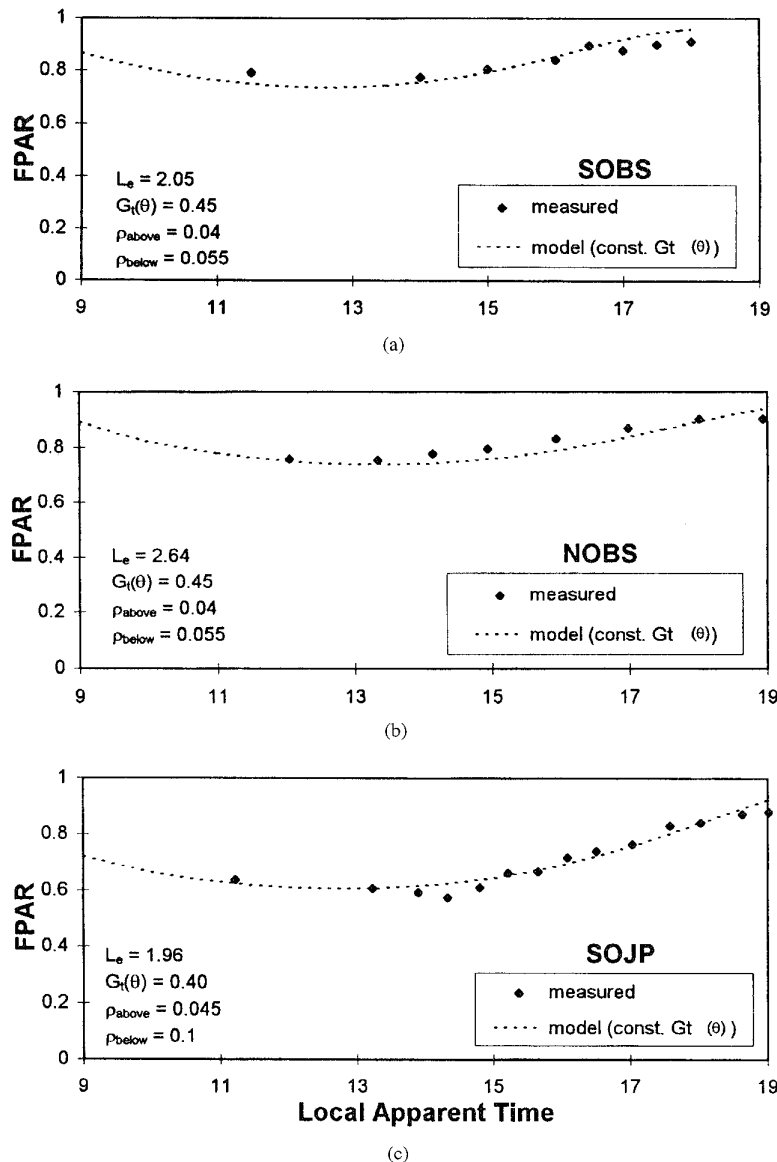 1
0.8
0.6
0.4
0.2
0
FPAR
Lₑ = 2.05
Gₜ(θ) = 0.45
ρabove = 0.04
ρbelow = 0.055
SOBS
measured
model (const. Gt (θ) )
9 11 13 15 17 19
(a)
1
0.8
0.6
0.4
0.2
0
FPAR
Lₑ = 2.64
Gₜ(θ) = 0.45
ρabove = 0.04
ρbelow = 0.055
NOBS
measured
model (const. Gt (θ) )
9 11 13 15 17 19
(b)
1
0.8
0.6
0.4
0.2
0
FPAR
Lₑ = 1.96
Gₜ(θ) = 0.40
ρabove = 0.045
ρbelow = 0.1
SOJP
measured
model (const. Gt (θ) )
9 11 13 15 17 19
Local Apparent Time
(c)